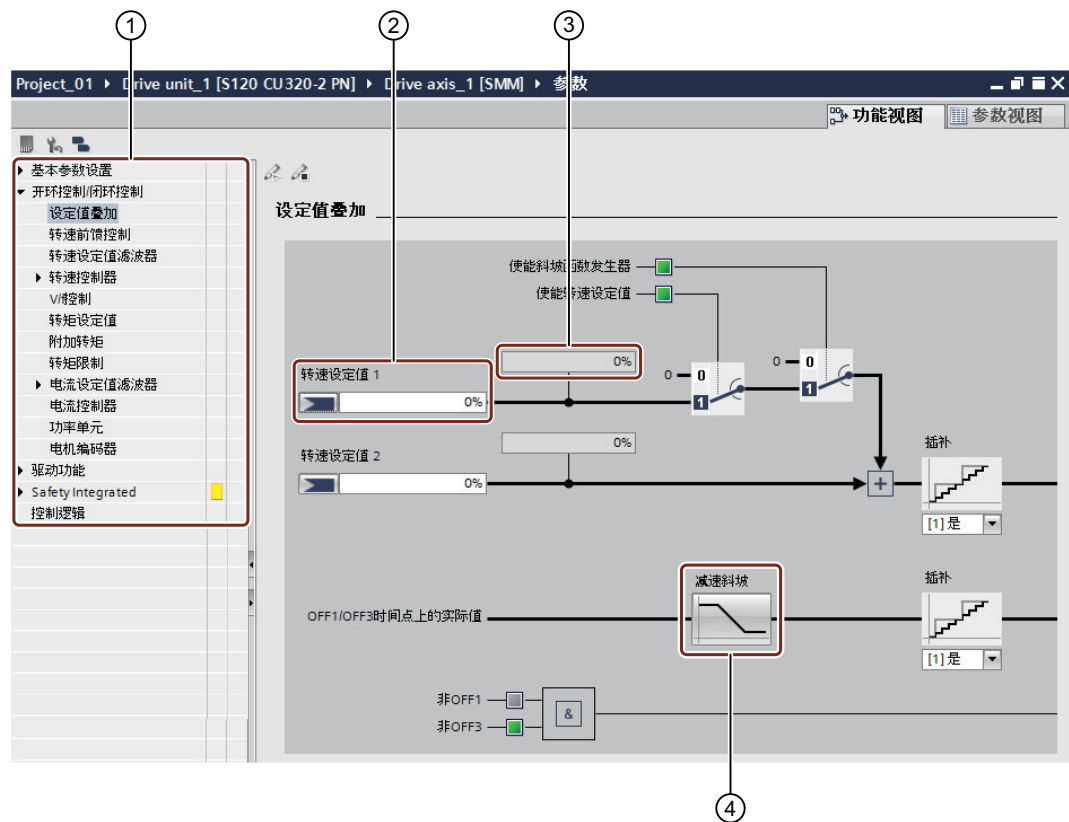 ① ② ③
Project_01 ▸ Drive unit_1 [S120 CU320-2 PN] ▸ Drive axis_1 [SMM] ▸ 参数
功能视图 参数视图
基本参数设置
开环控制/闭环控制
设定值叠加
转速前馈控制
转速设定值滤波器
转速控制器
V/f控制
转矩设定值
附加转矩
转矩限制
电流设定值滤波器
电流控制器
功率单元
电机编码器
驱动功能
Safety Integrated
控制逻辑
设定值叠加
使能斜坡函数发生器
使能转速设定值
0%
转速设定值 1
0%
0 0
1
0 0
1
0%
转速设定值 2
0%
+
插补
[1] 是
减速斜坡
OFF1/OFF3时间点上的实际值
插补
[1] 是
非OFF1
非OFF3
&
④